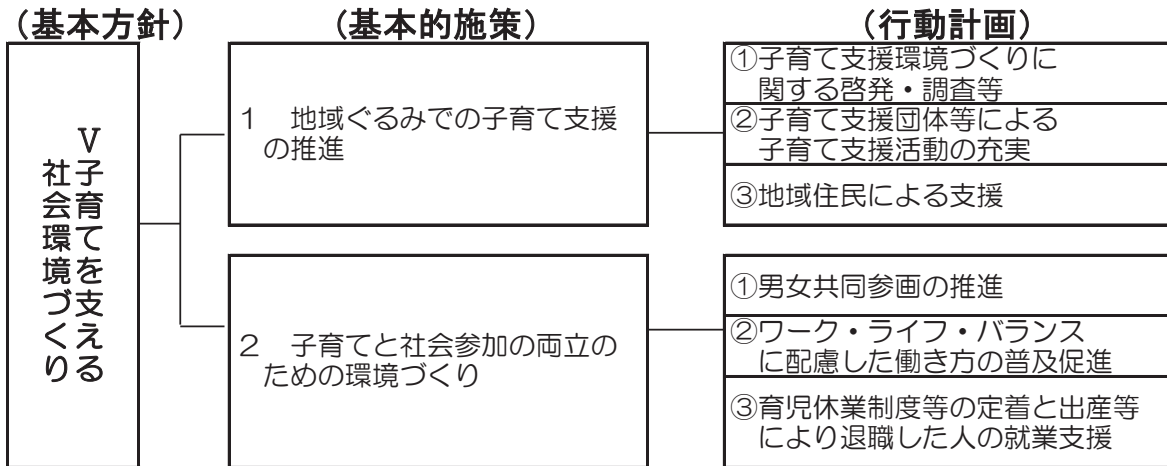 (基本方針)
(基本的施策)
(行動計画)
Ⅴ子育てを支える
社会環境づくり
1　地域ぐるみでの子育て支援
の推進
①子育て支援環境づくりに
関する啓発・調査等
②子育て支援団体等による
子育て支援活動の充実
③地域住民による支援
2　子育てと社会参加の両立の
ための環境づくり
①男女共同参画の推進
②ワーク・ライフ・バランス
に配慮した働き方の普及促進
③育児休業制度等の定着と出産等
により退職した人の就業支援